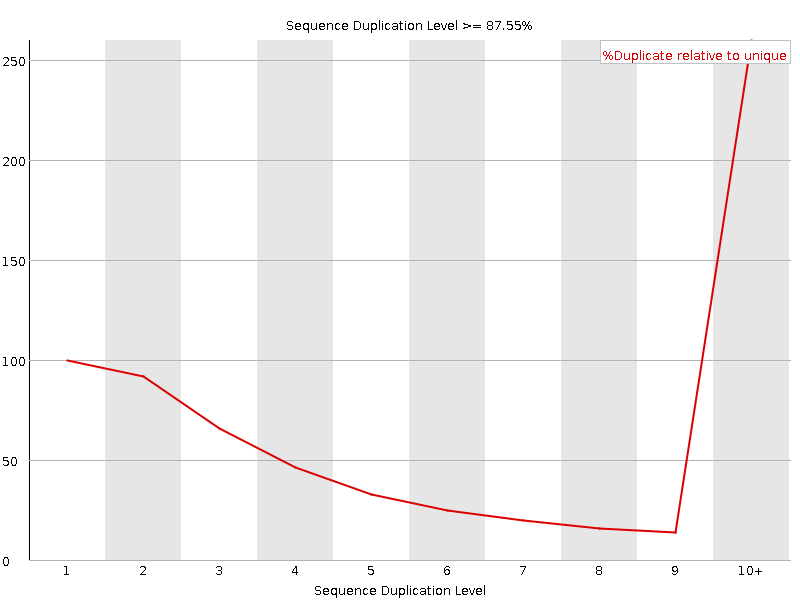 Sequence Duplication Level >= 87.55%
%Duplicate relative to unique
250
200
150
100
50
0
1 2 3 4 5 6 7 8 9 10+
Sequence Duplication Level